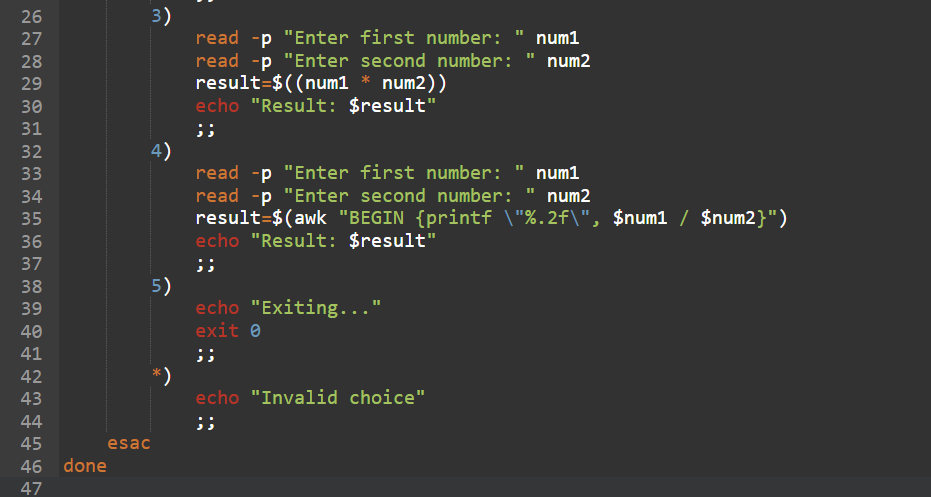 26 3)
27 read -p "Enter first number: " num1
28 read -p "Enter second number: " num2
29 result=$((num1 * num2))
30 echo "Result: $result"
31 ;;
32 4)
33 read -p "Enter first number: " num1
34 read -p "Enter second number: " num2
35 result=$(awk "BEGIN {printf \"%.2f\", $num1 / $num2}")
36 echo "Result: $result"
37 ;;
38 5)
39 echo "Exiting..."
40 exit 0
41 ;;
42 *)
43 echo "Invalid choice"
44 ;;
45 esac
46 done
47